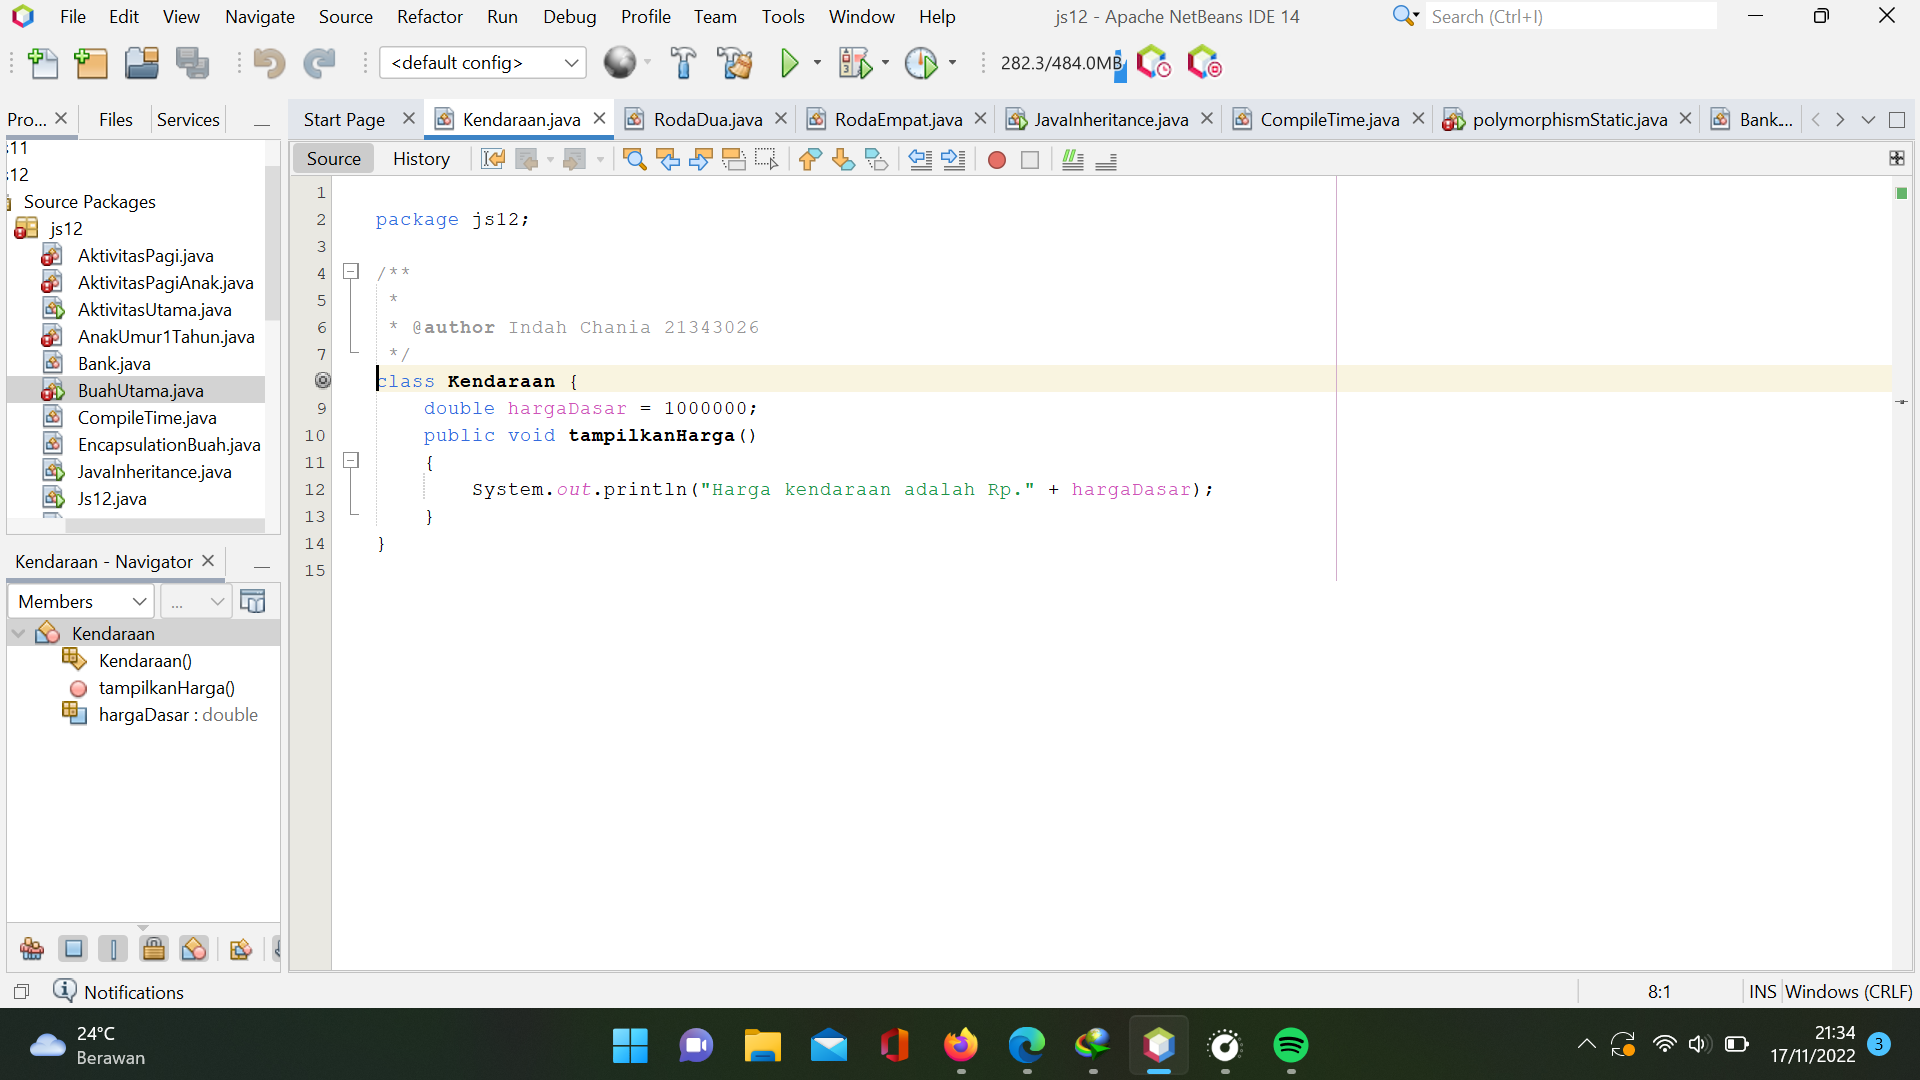 File Edit View Navigate Source Refactor Run Debug Profile Team Tools Window Help
js12 - Apache NetBeans IDE 14
Search (Ctrl+I)
<default config>
282.3/484.0MB
Pro... Files Services
Start Page Kendaraan.java RodaDua.java RodaEmpat.java JavaInheritance.java CompileTime.java polymorphismStatic.java Bank....
Source History
11
12
Source Packages
js12
AktivitasPagi.java
AktivitasPagiAnak.java
AktivitasUtama.java
AnakUmur1Tahun.java
Bank.java
BuahUtama.java
CompileTime.java
EncapsulationBuah.java
JavaInheritance.java
Js12.java
Kendaraan - Navigator
Members
...
Kendaraan
Kendaraan()
tampilkanHarga()
hargaDasar : double
1
2 package js12;
3
4 /**
5 *
6 * @author Indah Chania 21343026
7 */
class Kendaraan {
9 double hargaDasar = 1000000;
10 public void tampilkanHarga()
11 {
12 System.out.println("Harga kendaraan adalah Rp." + hargaDasar);
13 }
14 }
15
Notifications
8:1
INS
Windows (CRLF)
24°C
Berawan
21:34
17/11/2022
3